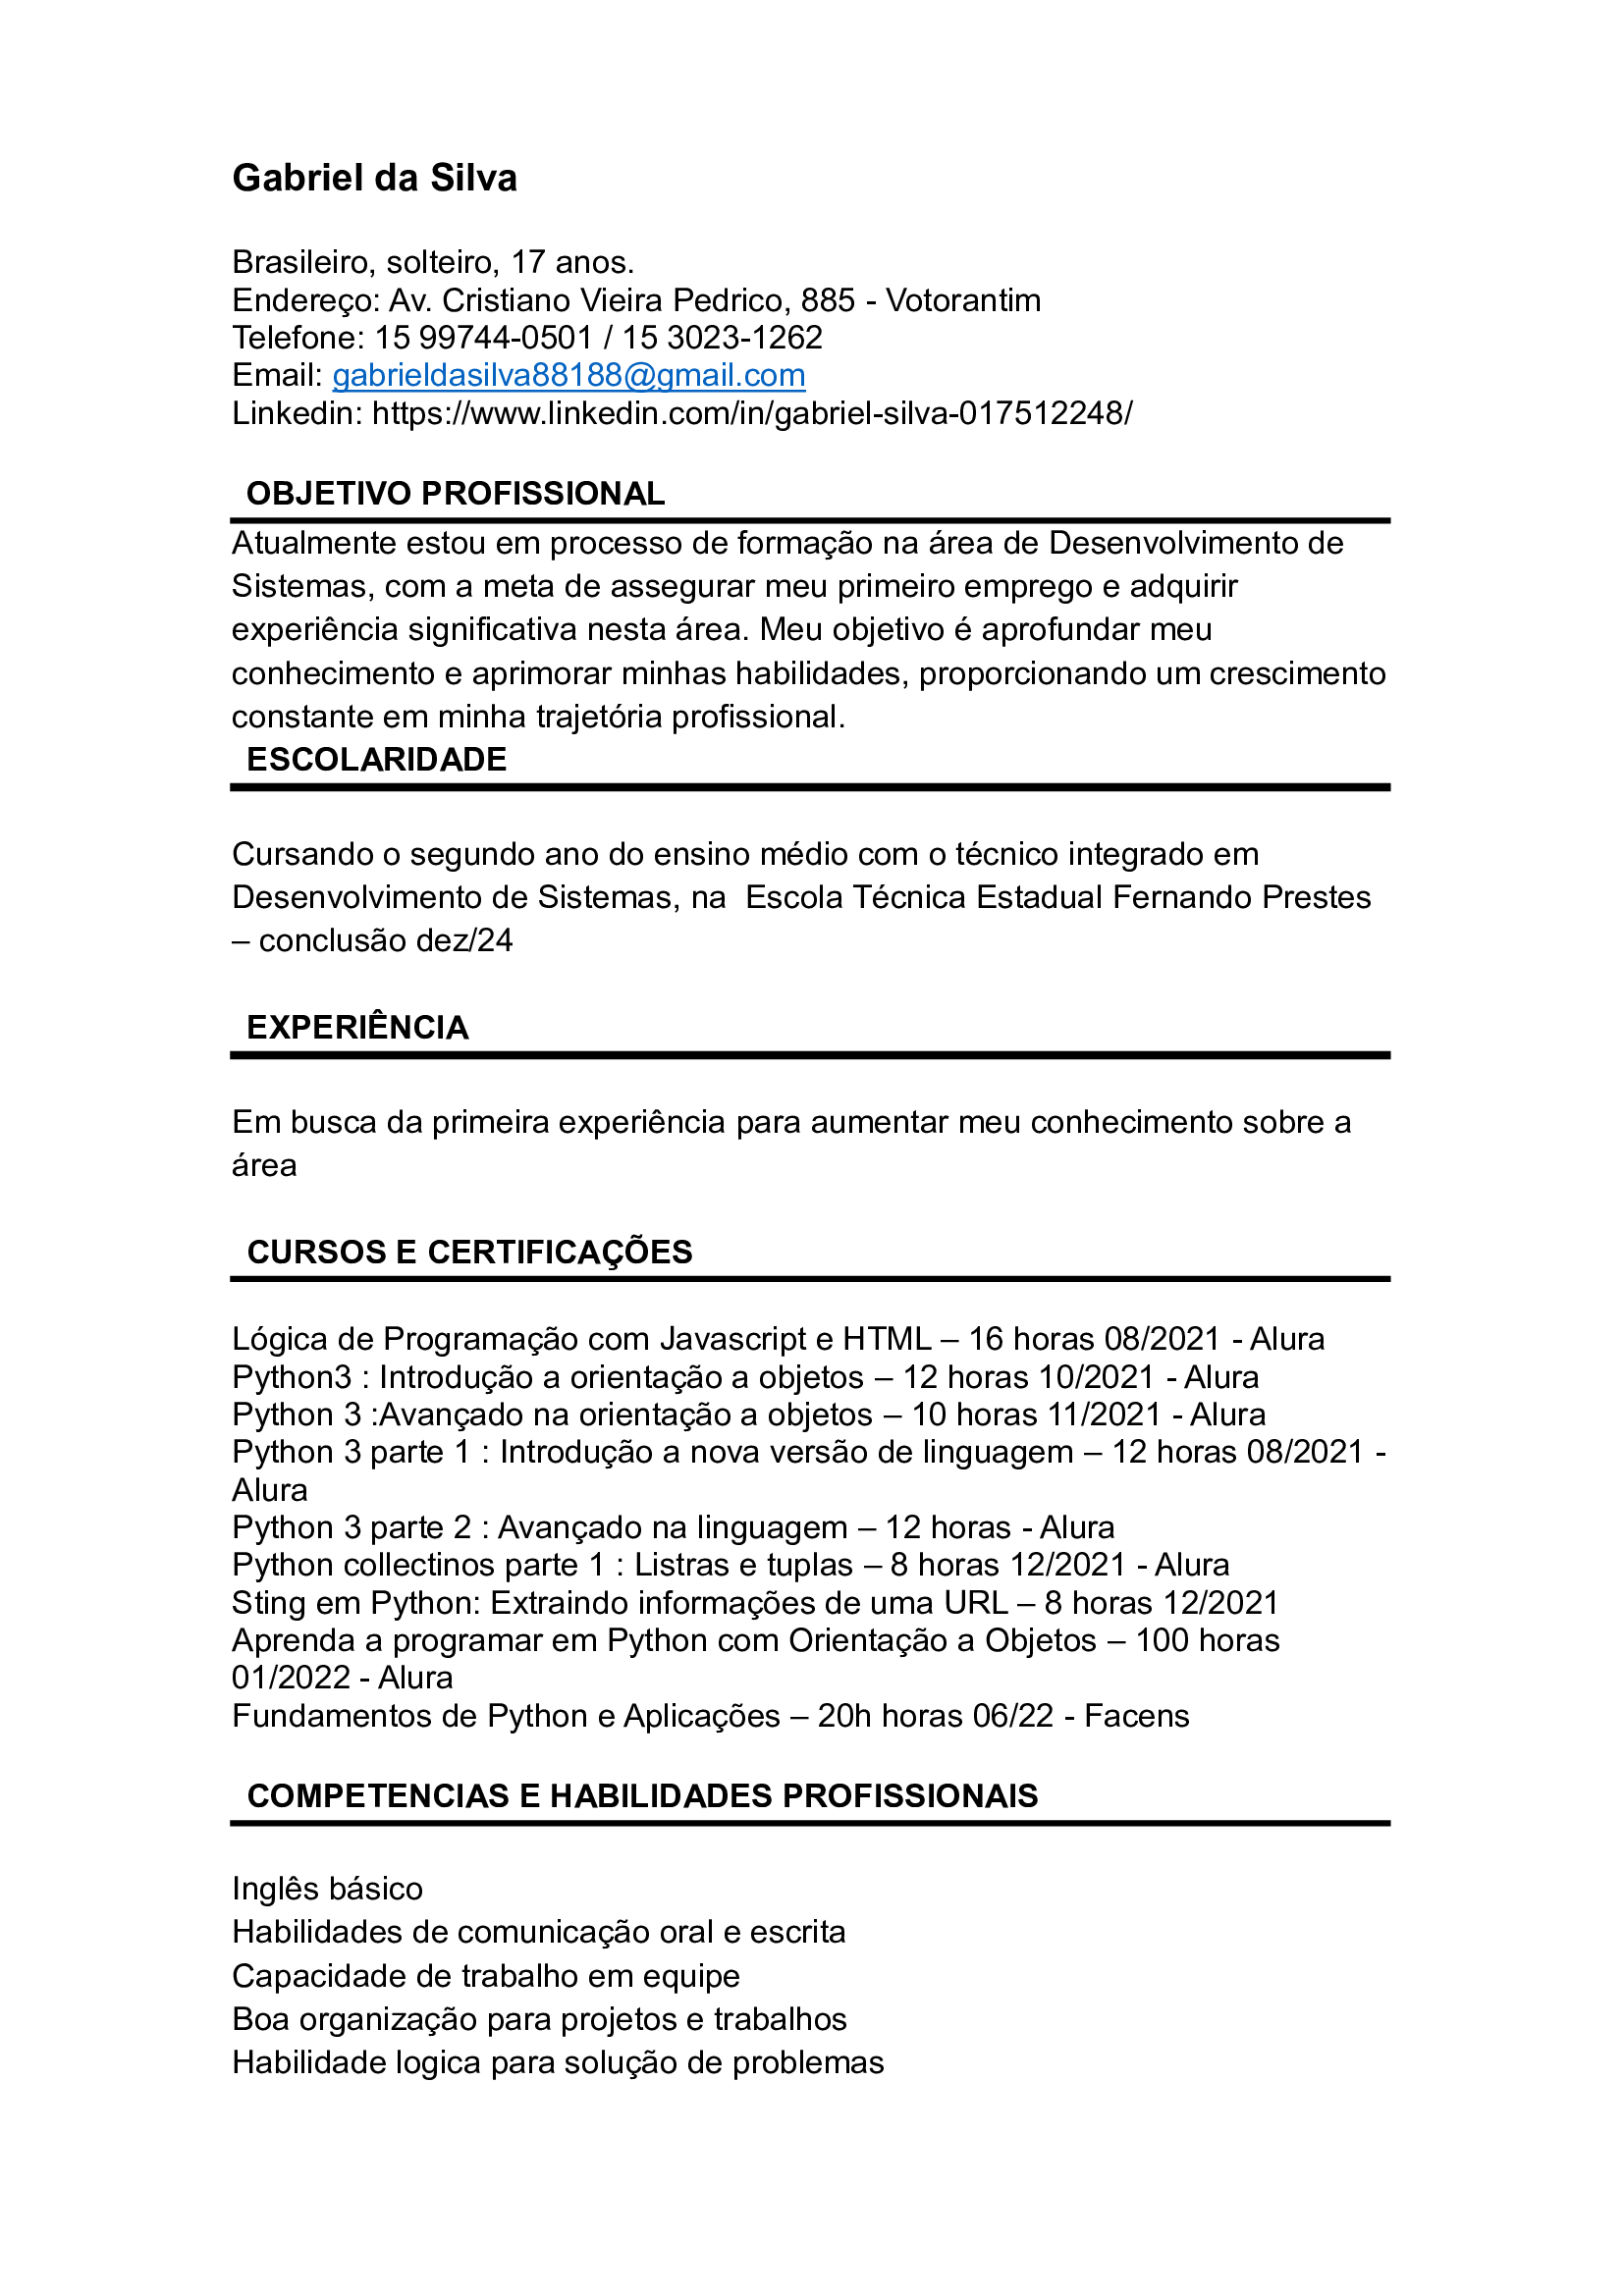 Gabriel da Silva
Brasileiro, solteiro, 17 anos.
Endereço: Av. Cristiano Vieira Pedrico, 885 - Votorantim
Telefone: 15 99744-0501 / 15 3023-1262
Email: gabrieldasilva88188@gmail.com
Linkedin: https://www.linkedin.com/in/gabriel-silva-017512248/
OBJETIVO PROFISSIONAL
Atualmente estou em processo de formação na área de Desenvolvimento de
Sistemas, com a meta de assegurar meu primeiro emprego e adquirir
experiência significativa nesta área. Meu objetivo é aprofundar meu
conhecimento e aprimorar minhas habilidades, proporcionando um crescimento
constante em minha trajetória profissional.
ESCOLARIDADE
Cursando o segundo ano do ensino médio com o técnico integrado em
Desenvolvimento de Sistemas, na  Escola Técnica Estadual Fernando Prestes
– conclusão dez/24
EXPERIÊNCIA
Em busca da primeira experiência para aumentar meu conhecimento sobre a
área
CURSOS E CERTIFICAÇÕES
Lógica de Programação com Javascript e HTML – 16 horas 08/2021 - Alura
Python3 : Introdução a orientação a objetos – 12 horas 10/2021 - Alura
Python 3 :Avançado na orientação a objetos – 10 horas 11/2021 - Alura
Python 3 parte 1 : Introdução a nova versão de linguagem – 12 horas 08/2021 -
Alura
Python 3 parte 2 : Avançado na linguagem – 12 horas - Alura
Python collectinos parte 1 : Listras e tuplas – 8 horas 12/2021 - Alura
Sting em Python: Extraindo informações de uma URL – 8 horas 12/2021
Aprenda a programar em Python com Orientação a Objetos – 100 horas
01/2022 - Alura
Fundamentos de Python e Aplicações – 20h horas 06/22 - Facens
COMPETENCIAS E HABILIDADES PROFISSIONAIS
Inglês básico
Habilidades de comunicação oral e escrita
Capacidade de trabalho em equipe
Boa organização para projetos e trabalhos
Habilidade logica para solução de problemas